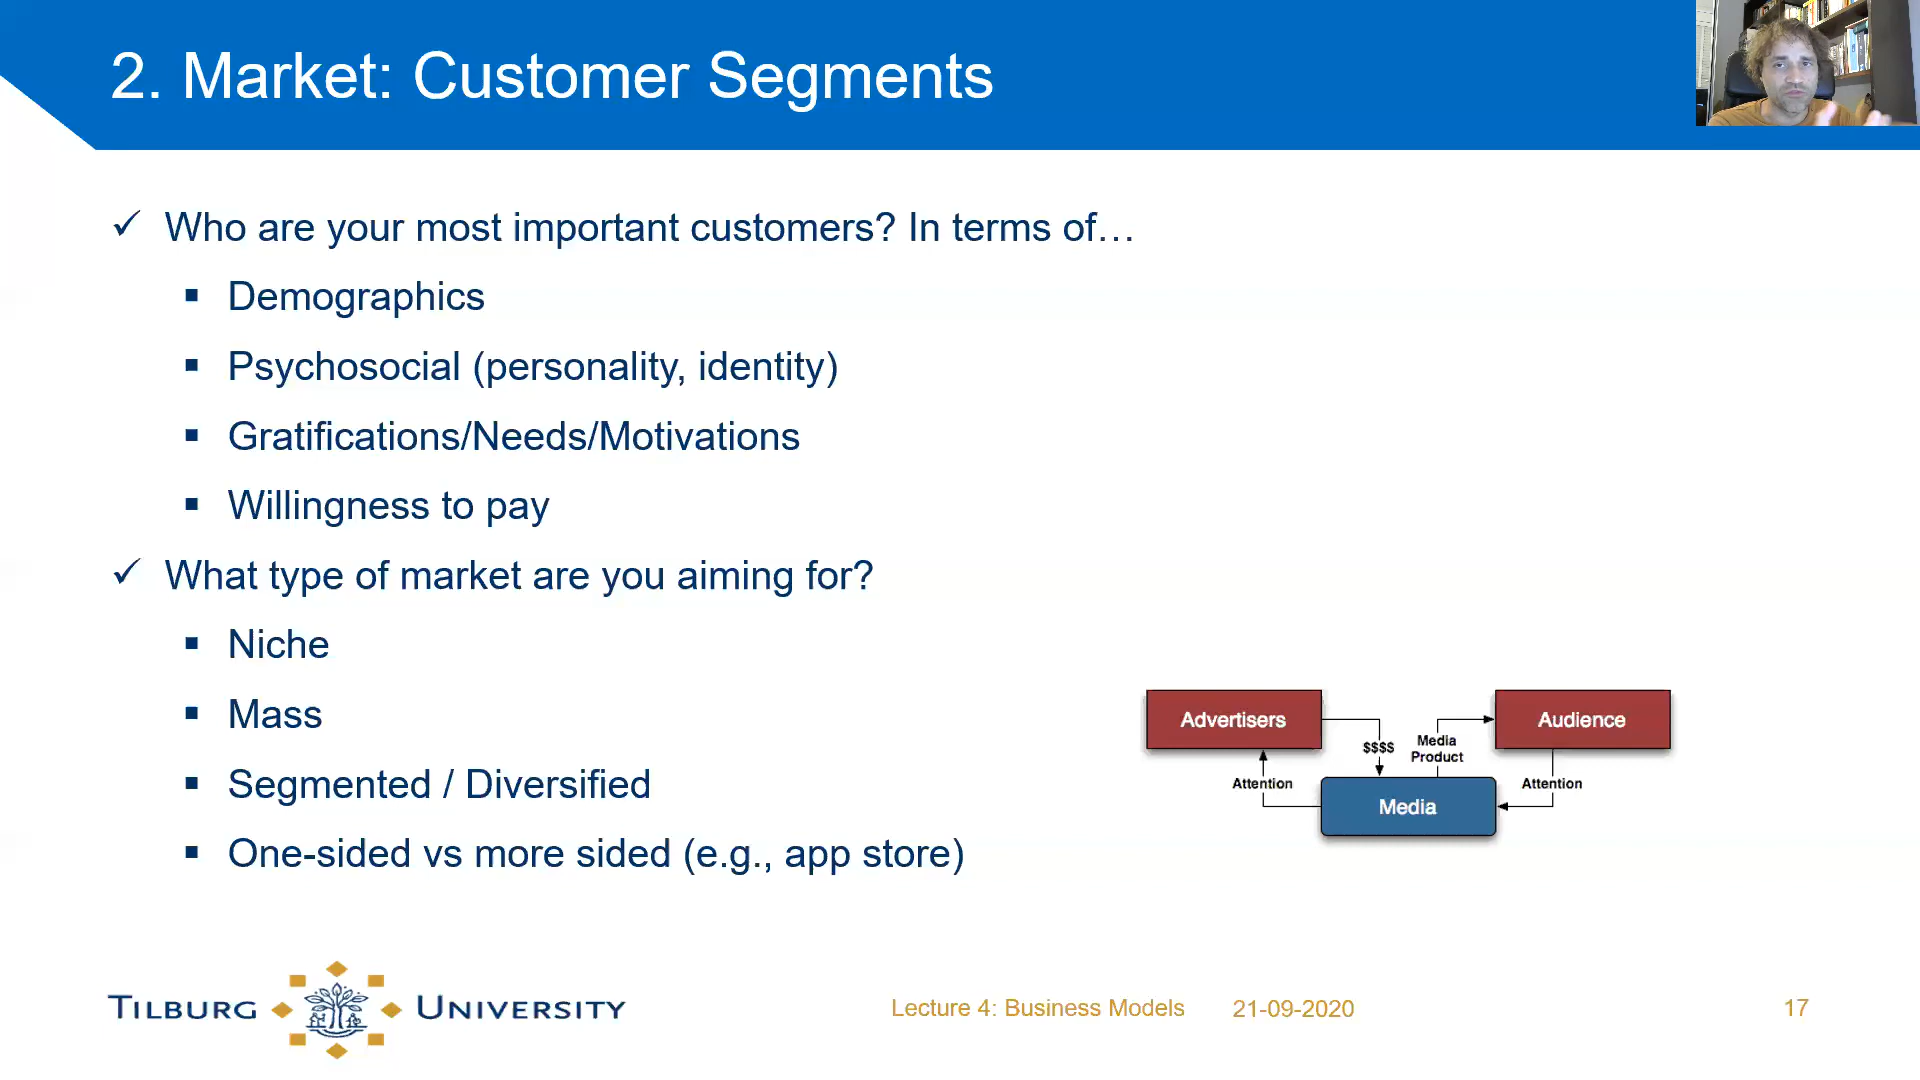 2. Market: Customer Segments
✓ Who are your most important customers? In terms of…
▪ Demographics
▪ Psychosocial (personality, identity)
▪ Gratifications/Needs/Motivations
▪ Willingness to pay
✓ What type of market are you aiming for?
▪ Niche
▪ Mass
▪ Segmented / Diversified
▪ One-sided vs more sided (e.g., app store)
Advertisers
Audience
$$$$
Media
Product
Attention
Attention
Media
TILBURG UNIVERSITY
Lecture 4: Business Models
21-09-2020
17